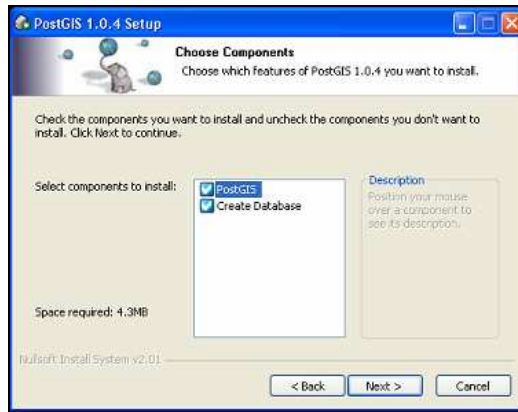 PostGIS 1.0.4 Setup
Choose Components
Choose which features of PostGIS 1.0.4 you want to install.
Check the components you want to install and uncheck the components you don't want to
install. Click Next to continue.
Select components to install:
PostGIS
Create Database
Description
Position your mouse
over a component to
see its description.
Space required: 4.3MB
Nullsoft Install System v2.01
< Back
Next >
Cancel